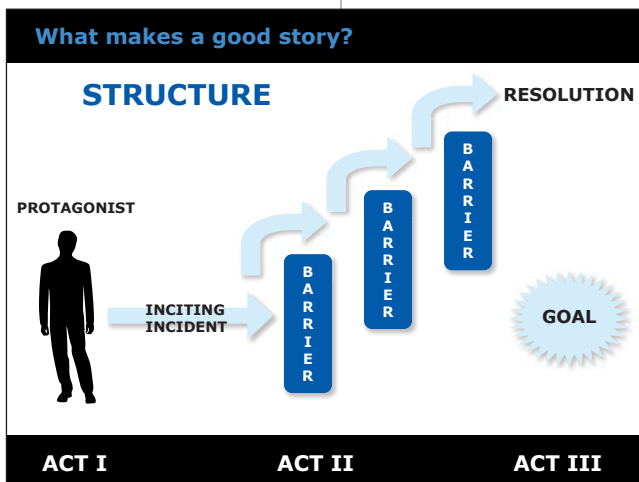 What makes a good story?
STRUCTURE
RESOLUTION
PROTAGONIST
INCITING
INCIDENT
BARRIER
BARRIER
BARRIER
GOAL
ACT I
ACT II
ACT III